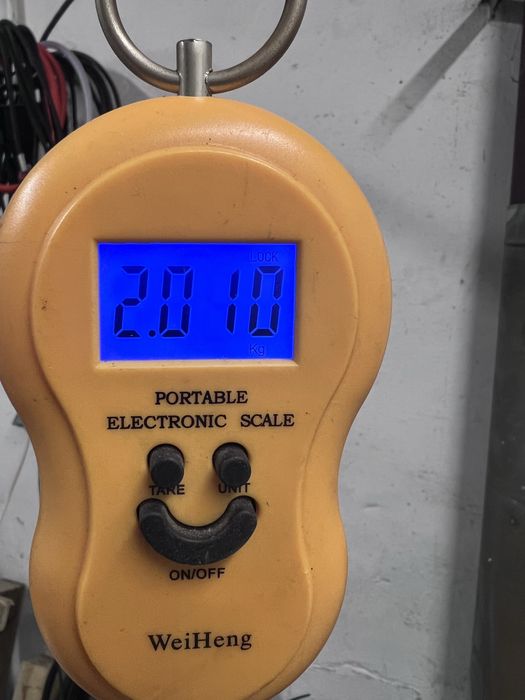 LOCK
2.010
Kg
PORTABLE
ELECTRONIC SCALE
TARE UNIT
ON/OFF
WeiHeng